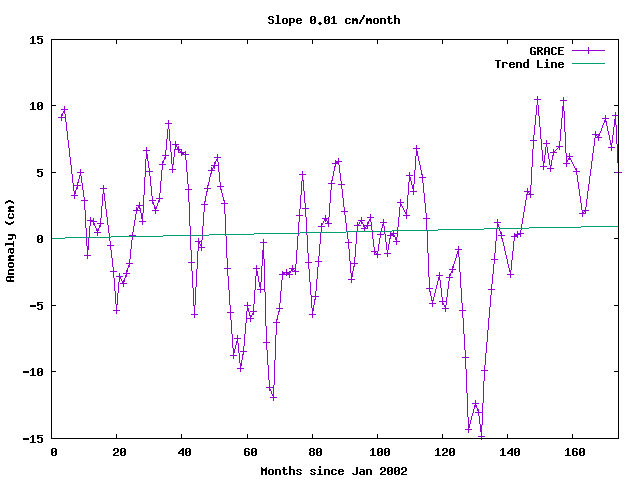 Slope 0.01 cm/month
GRACE
Trend Line
15
10
5
0
-5
-10
-15
Anomaly (cm)
0 20 40 60 80 100 120 140 160
Months since Jan 2002